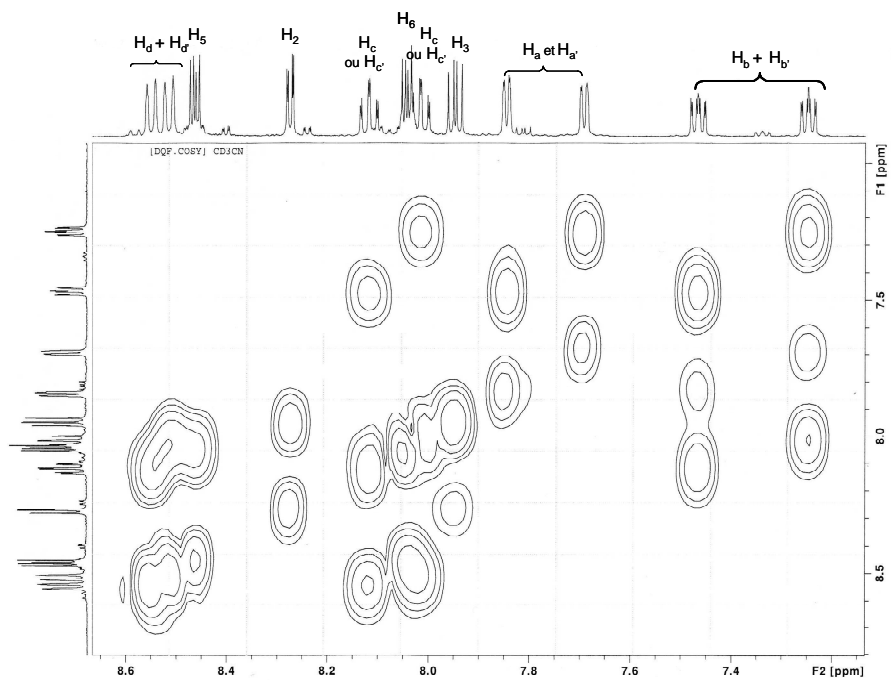 H6
Hd + Hd' H5 H2 Hc Hc H3 Ha et Ha' Hb + Hb'
ou Hc' ou Hc'
[DQF.COSY] CD3CN
F1 [ppm]
7.5
8.0
8.5
8.6 8.4 8.2 8.0 7.8 7.6 7.4 F2 [ppm]